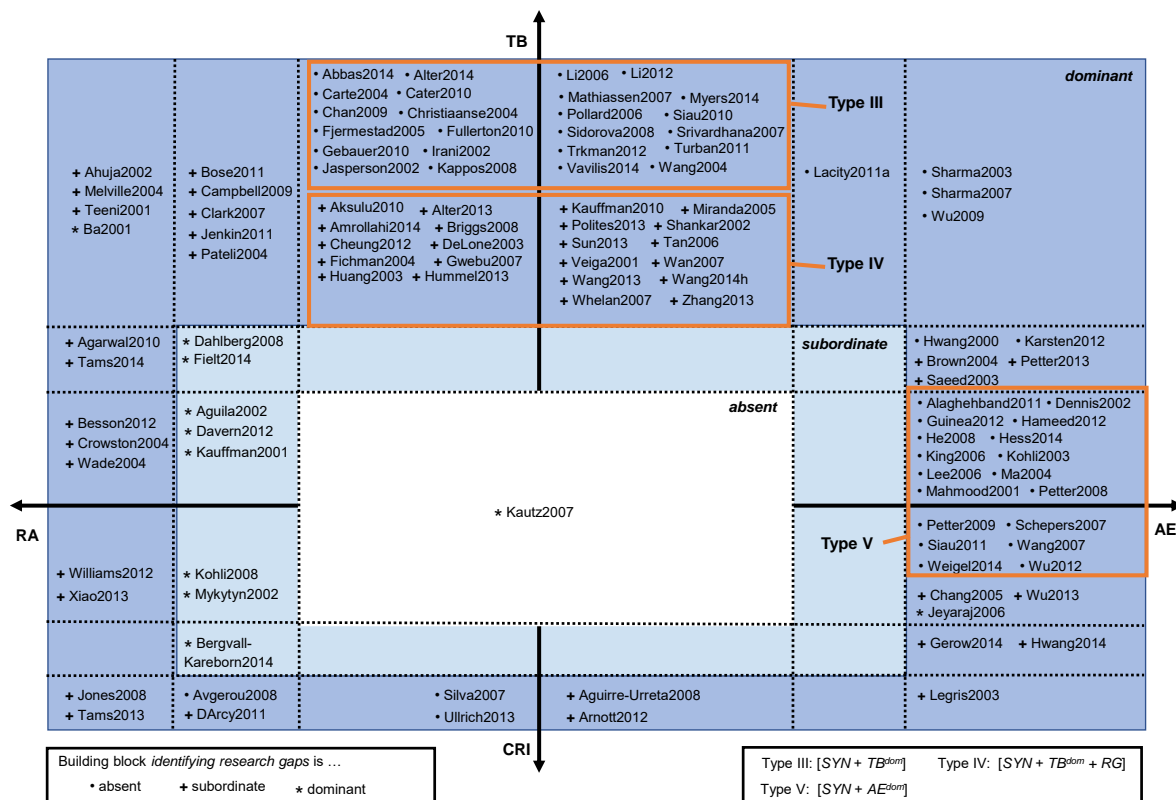 TB
dominant
• Abbas2014 • Alter2014
• Carte2004 • Cater2010
• Chan2009 • Christiaanse2004
• Fjermestad2005 • Fullerton2010
• Gebauer2010 • Irani2002
• Jasperson2002 • Kappos2008
• Li2006 • Li2012
• Mathiassen2007 • Myers2014
• Pollard2006 • Siau2010
• Sidorova2008 • Srivardhana2007
• Trkman2012 • Turban2011
• Vavilis2014 • Wang2004
Type III
+ Ahuja2002
+ Melville2004
+ Teeni2001
* Ba2001
+ Bose2011
+ Campbell2009
+ Clark2007
+ Jenkin2011
+ Pateli2004
• Lacity2011a
• Sharma2003
• Sharma2007
• Wu2009
+ Aksulu2010 + Alter2013
+ Amrollahi2014 + Briggs2008
+ Cheung2012 + DeLone2003
+ Fichman2004 + Gwebu2007
+ Huang2003 + Hummel2013
+ Kauffman2010 + Miranda2005
+ Polites2013 + Shankar2002
+ Sun2013 + Tan2006
+ Veiga2001 + Wan2007
+ Wang2013 + Wang2014h
+ Whelan2007 + Zhang2013
Type IV
+ Agarwal2010
+ Tams2014
* Dahlberg2008
* Fielt2014
subordinate
• Hwang2000 • Karsten2012
+ Brown2004 + Petter2013
+ Saeed2003
+ Besson2012
+ Crowston2004
+ Wade2004
* Aguila2002
* Davern2012
* Kauffman2001
absent
• Alaghehband2011 • Dennis2002
• Guinea2012 • Hameed2012
• He2008 • Hess2014
• King2006 • Kohli2003
• Lee2006 • Ma2004
• Mahmood2001 • Petter2008
RA
* Kautz2007
AE
Type V
• Petter2009 • Schepers2007
• Siau2011 • Wang2007
• Weigel2014 • Wu2012
+ Williams2012
+ Xiao2013
* Kohli2008
* Mykytyn2002
+ Chang2005 + Wu2013
* Jeyaraj2006
* Bergvall-
Kareborn2014
+ Gerow2014 + Hwang2014
+ Jones2008
+ Tams2013
• Avgerou2008
+ DArcy2011
• Silva2007
• Ullrich2013
+ Aguirre-Urreta2008
+ Arnott2012
+ Legris2003
CRI
Building block identifying research gaps is …
• absent + subordinate * dominant
Type III: [SYN + TBdom] Type IV: [SYN + TBdom + RG]
Type V: [SYN + AEdom]